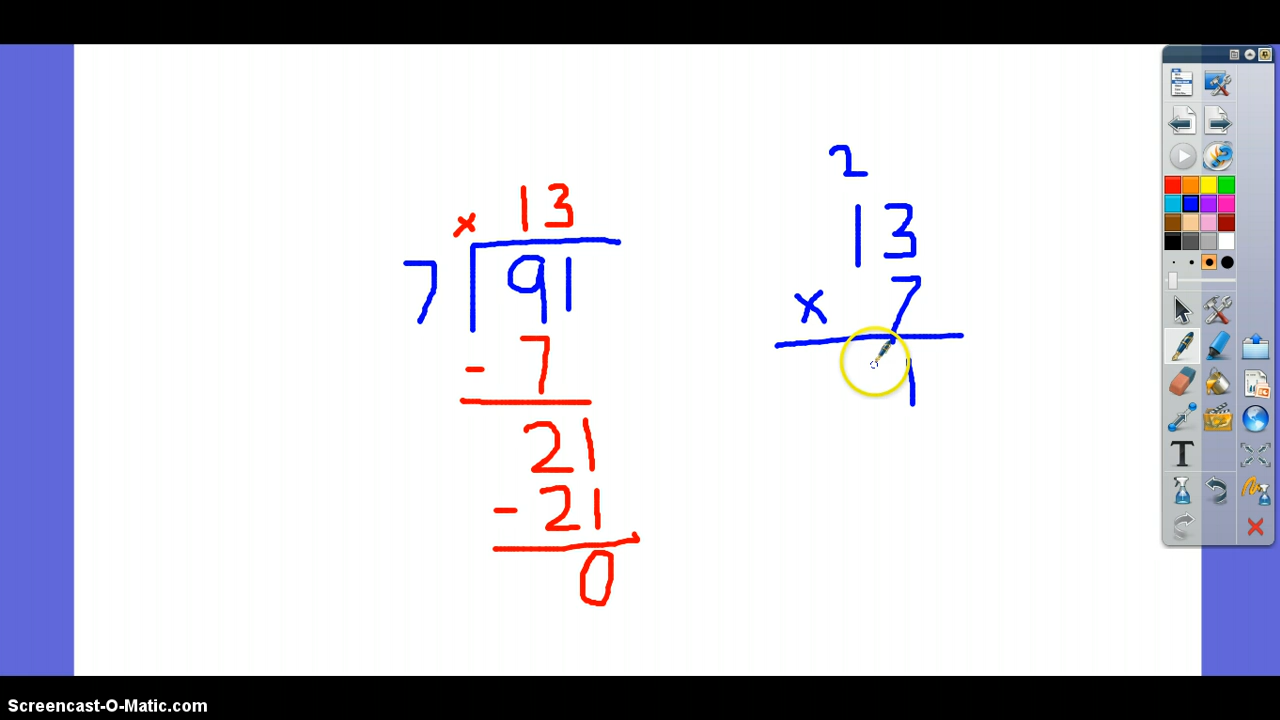 x 13
7 91
- 7
21
- 21
0
2
13
x 7
1
T
Screencast-O-Matic.com